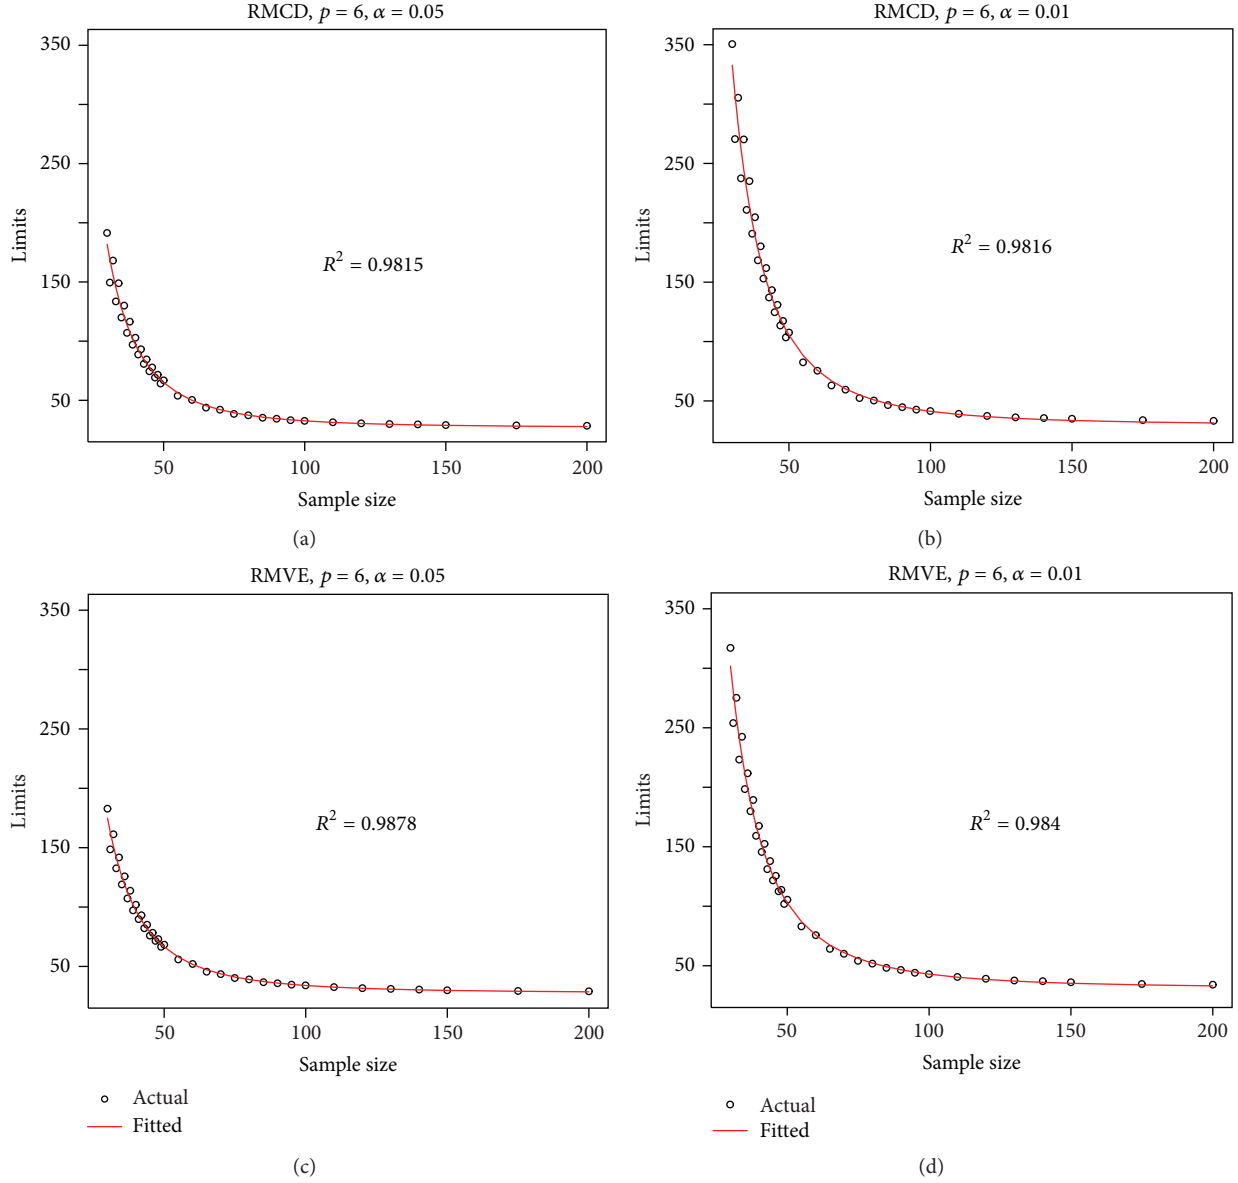 RMCD, p = 6, α = 0.05
350
250
150
50
Limits
R² = 0.9815
50 100 150 200
Sample size
(a)
RMCD, p = 6, α = 0.01
350
250
150
50
Limits
R² = 0.9816
50 100 150 200
Sample size
(b)
RMVE, p = 6, α = 0.05
350
250
150
50
Limits
R² = 0.9878
50 100 150 200
Sample size
Actual
Fitted
(c)
RMVE, p = 6, α = 0.01
350
250
150
50
Limits
R² = 0.984
50 100 150 200
Sample size
Actual
Fitted
(d)